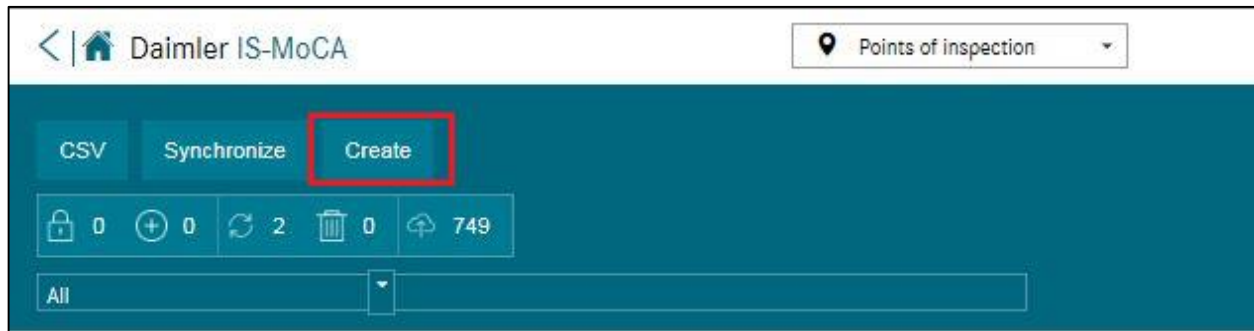 Daimler IS-MoCA Points of inspection
CSV Synchronize Create
0 0 2 0 749
All